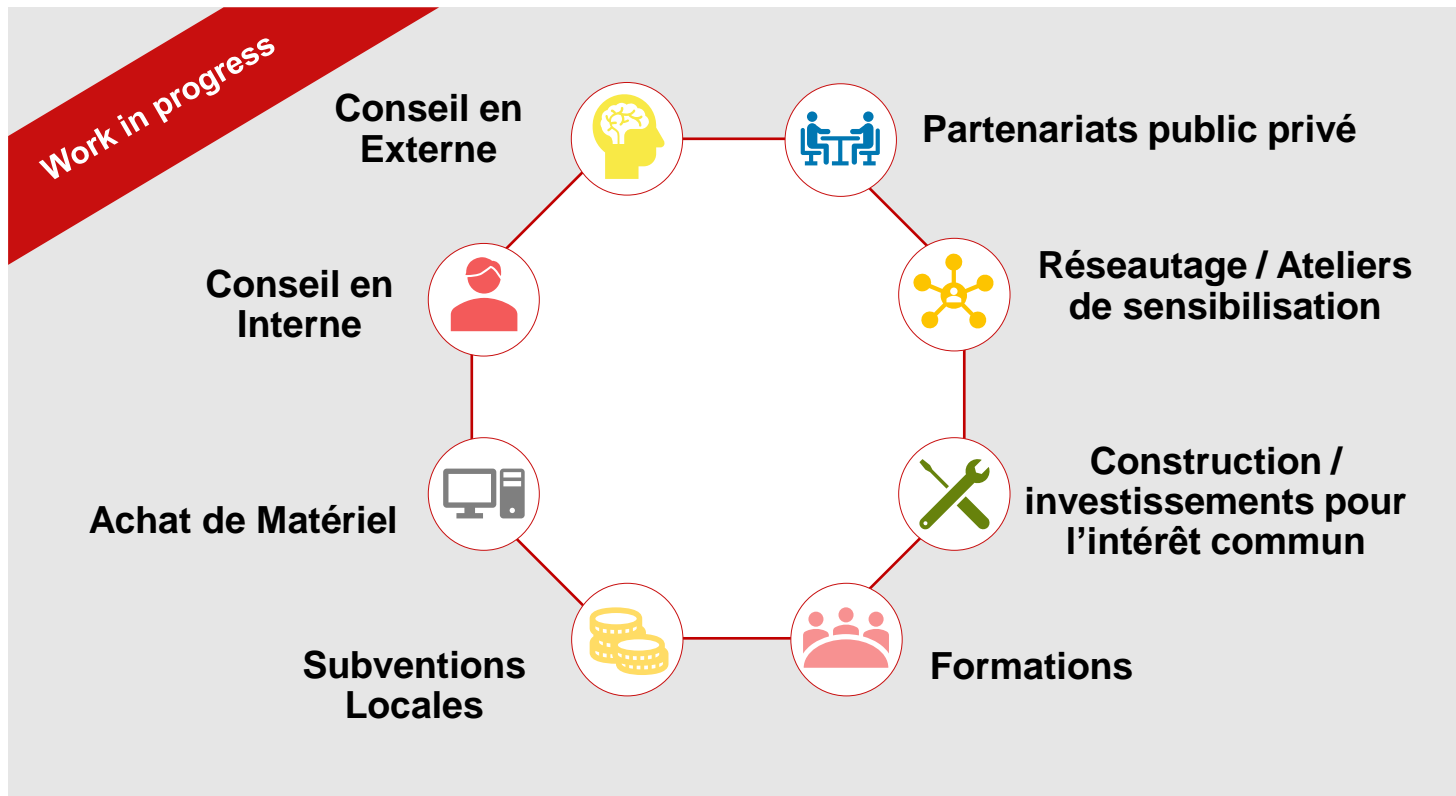 Work in progress
Conseil en
Externe
Partenariats public privé
Conseil en
Interne
Réseautage / Ateliers
de sensibilisation
Achat de Matériel
Construction /
investissements pour
l’intérêt commun
Subventions
Locales
Formations